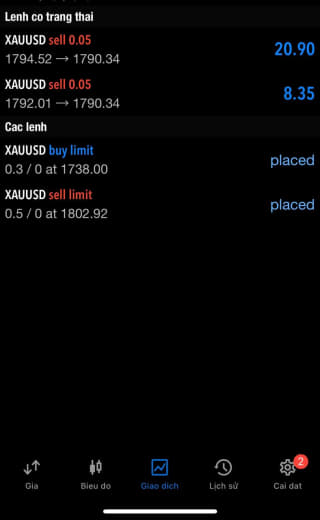 Lenh co trang thai
XAUUSD sell 0.05
20.90
1794.52 → 1790.34
XAUUSD sell 0.05
8.35
1792.01 → 1790.34
Cac lenh
XAUUSD buy limit
placed
0.3 / 0 at 1738.00
XAUUSD sell limit
placed
0.5 / 0 at 1802.92
2
Gia Bieu do Giao dich Lịch sử Cai dat